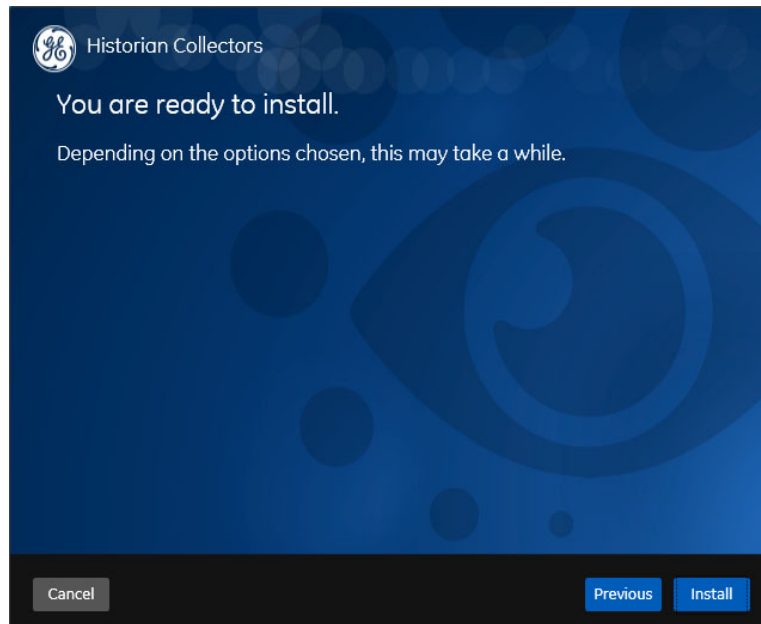 GE
Historian Collectors
You are ready to install.
Depending on the options chosen, this may take a while.
Cancel
Previous
Install